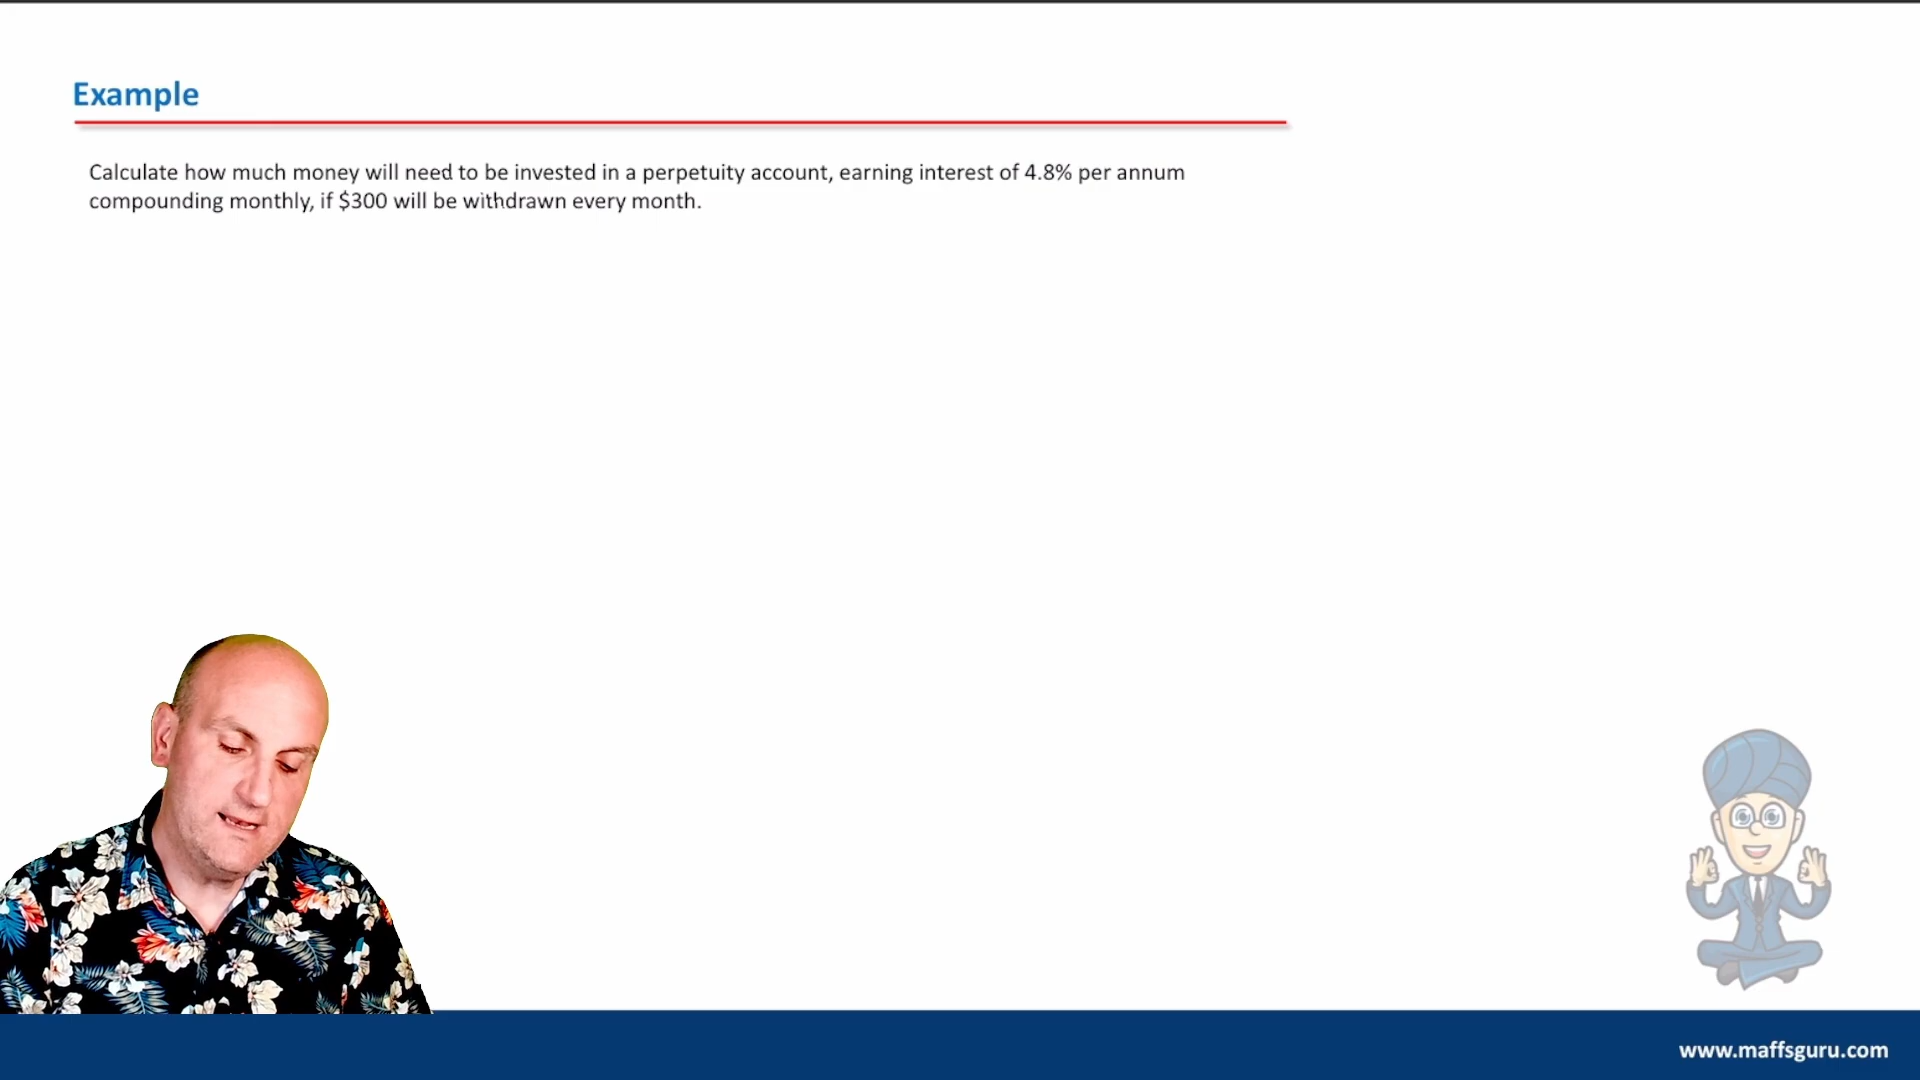 Example
Calculate how much money will need to be invested in a perpetuity account, earning interest of 4.8% per annum
compounding monthly, if $300 will be withdrawn every month.
www.maffsguru.com